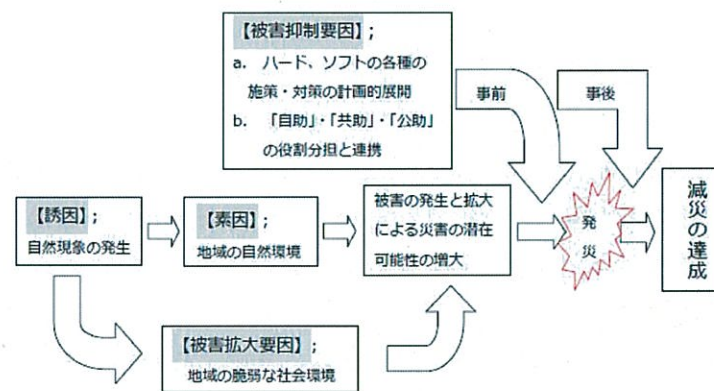 【被害抑制要因】;
a. ハード、ソフトの各種の
施策・対策の計画的展開
b. 「自助」・「共助」・「公助」
の役割分担と連携
事前
事後
【誘因】;
自然現象の発生
【素因】;
地域の自然環境
被害の発生と拡大
による災害の潜在
可能性の増大
発災
減災の達成
【被害拡大要因】;
地域の脆弱な社会環境